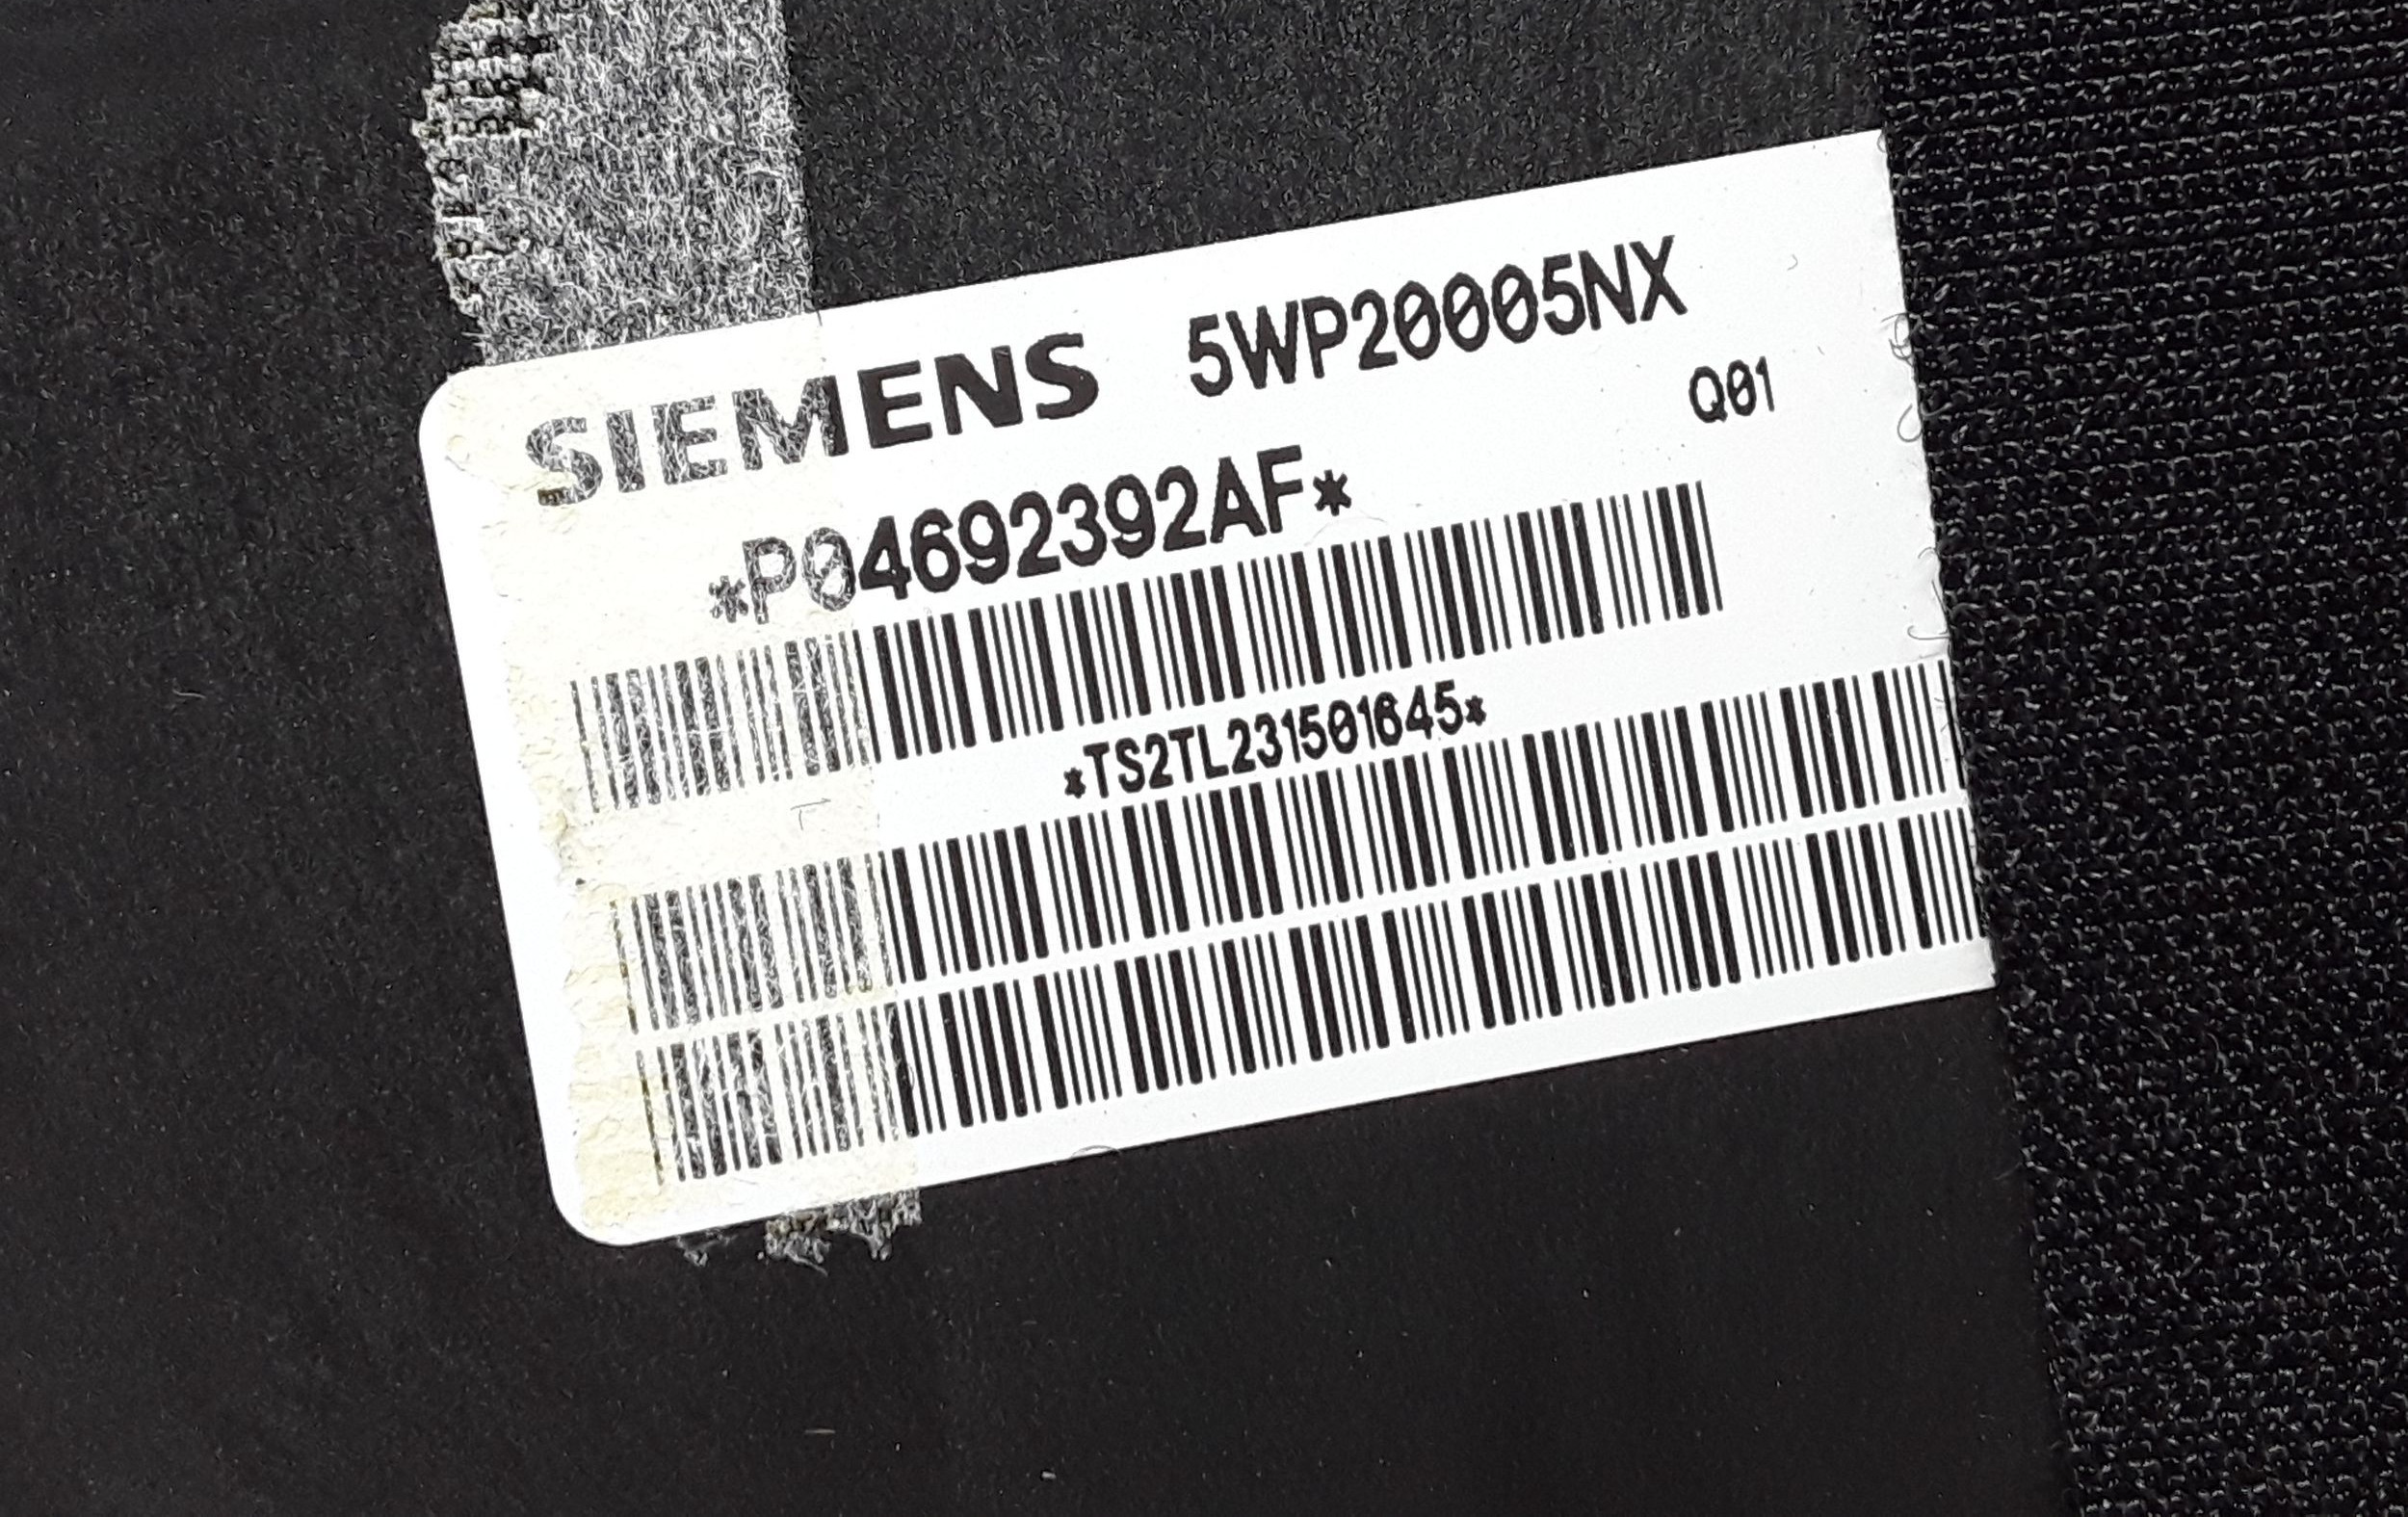 SIEMENS 5WP20005NX
Q01
*P04692392AF*
*TS2TL231501645*